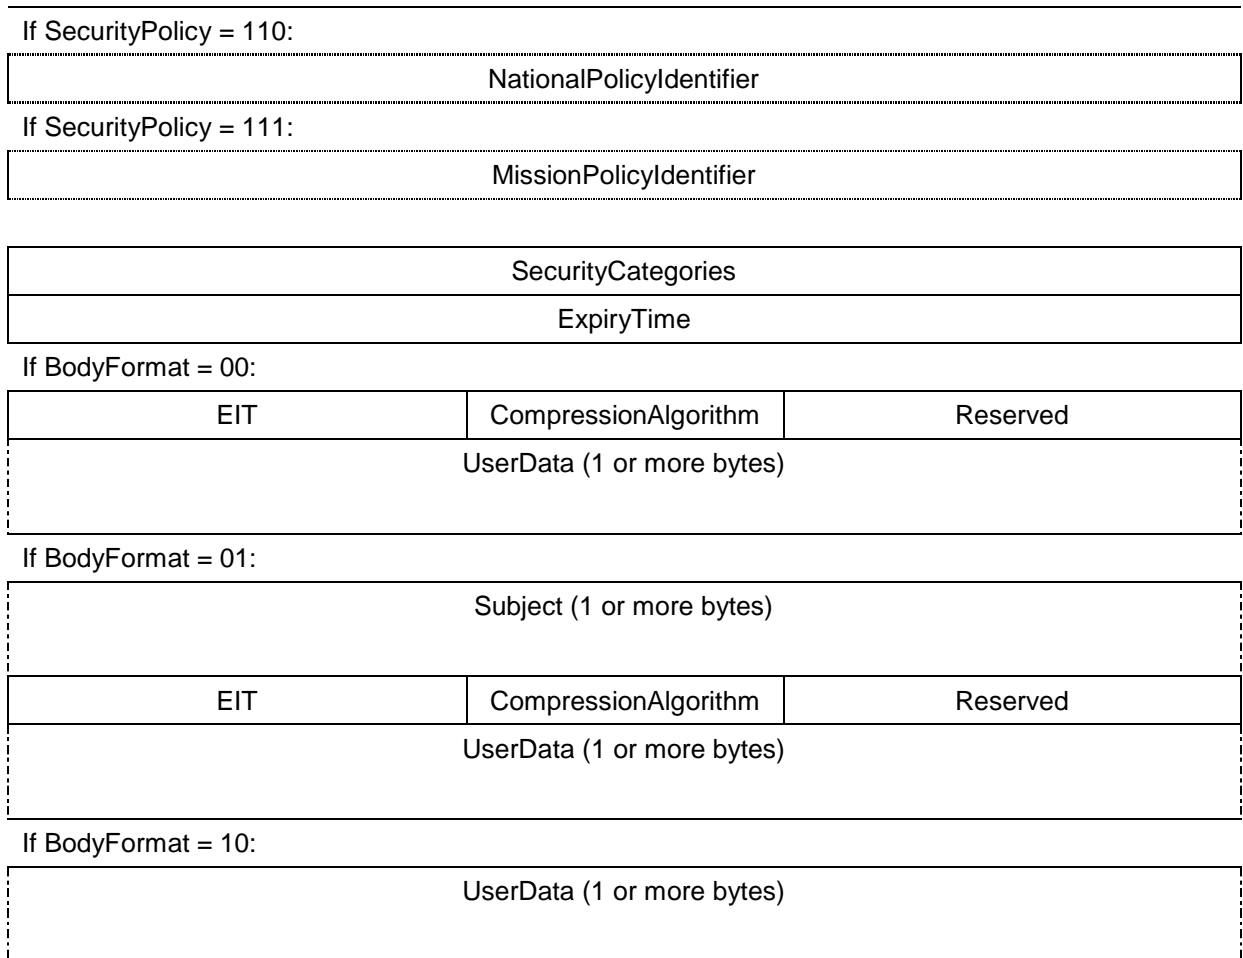 If SecurityPolicy = 110:
NationalPolicyIdentifier
If SecurityPolicy = 111:
MissionPolicyIdentifier
SecurityCategories
ExpiryTime
If BodyFormat = 00:
EIT CompressionAlgorithm Reserved
UserData (1 or more bytes)
If BodyFormat = 01:
Subject (1 or more bytes)
EIT CompressionAlgorithm Reserved
UserData (1 or more bytes)
If BodyFormat = 10:
UserData (1 or more bytes)